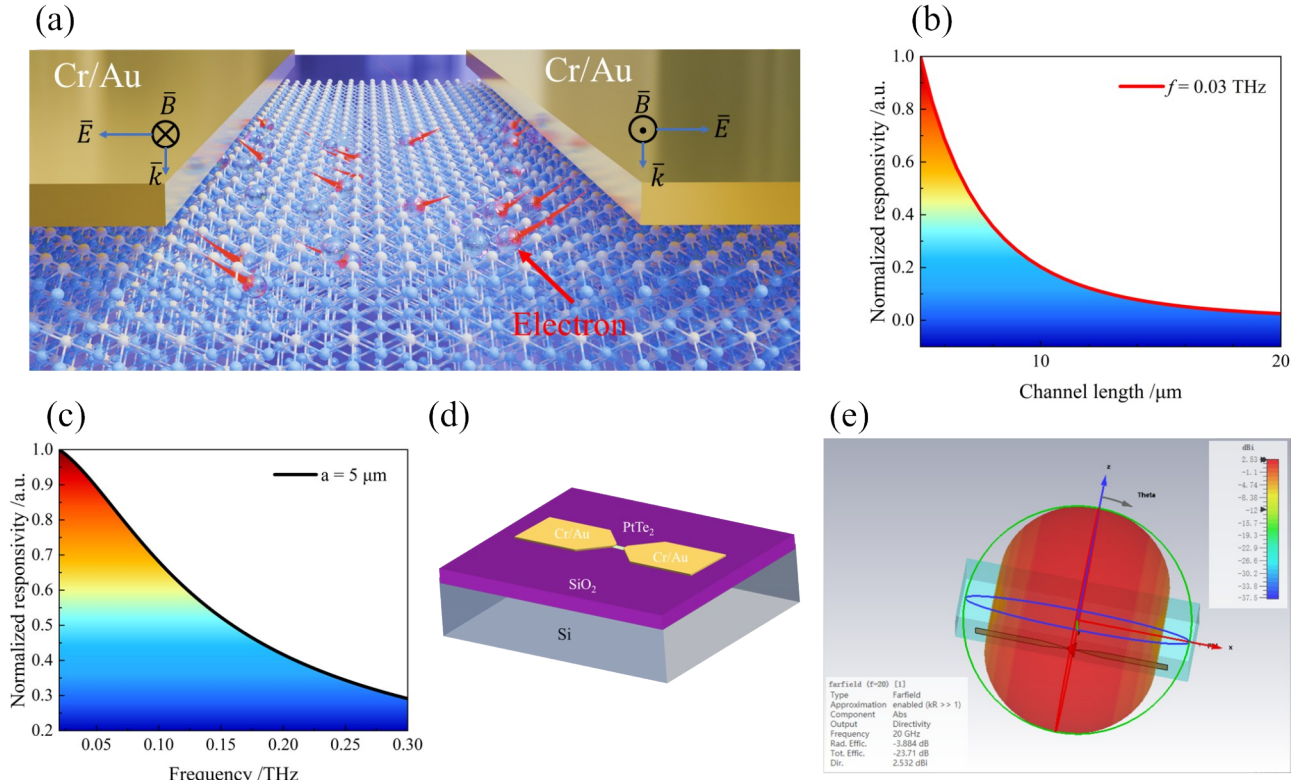 (a)
Cr/Au
Cr/Au
B̄
Ē
k̄
B̄
Ē
k̄
Electron
(b)
Normalized responsivity /a.u.
1.0
0.8
0.6
0.4
0.2
0.0
f = 0.03 THz
10
20
Channel length /μm
(c)
Normalized responsivity /a.u.
1.0
0.9
0.8
0.7
0.6
0.5
0.4
0.3
0.2
a = 5 μm
0.05
0.10
0.15
0.20
0.25
0.30
Frequency /THz
(d)
PtTe₂
Cr/Au
Cr/Au
SiO₂
Si
(e)
z
Theta
x
dBi
2.53
-1.1
-4.74
-8.38
-12
-15.7
-19.3
-22.9
-26.6
-30.2
-33.9
-37.5
farfield (f=20) [1]
Type Farfield
Approximation enabled (kR >> 1)
Component Abs
Output Directivity
Frequency 20 GHz
Rad. Effic. -3.884 dB
Tot. Effic. -23.71 dB
Dir. 2.532 dBi